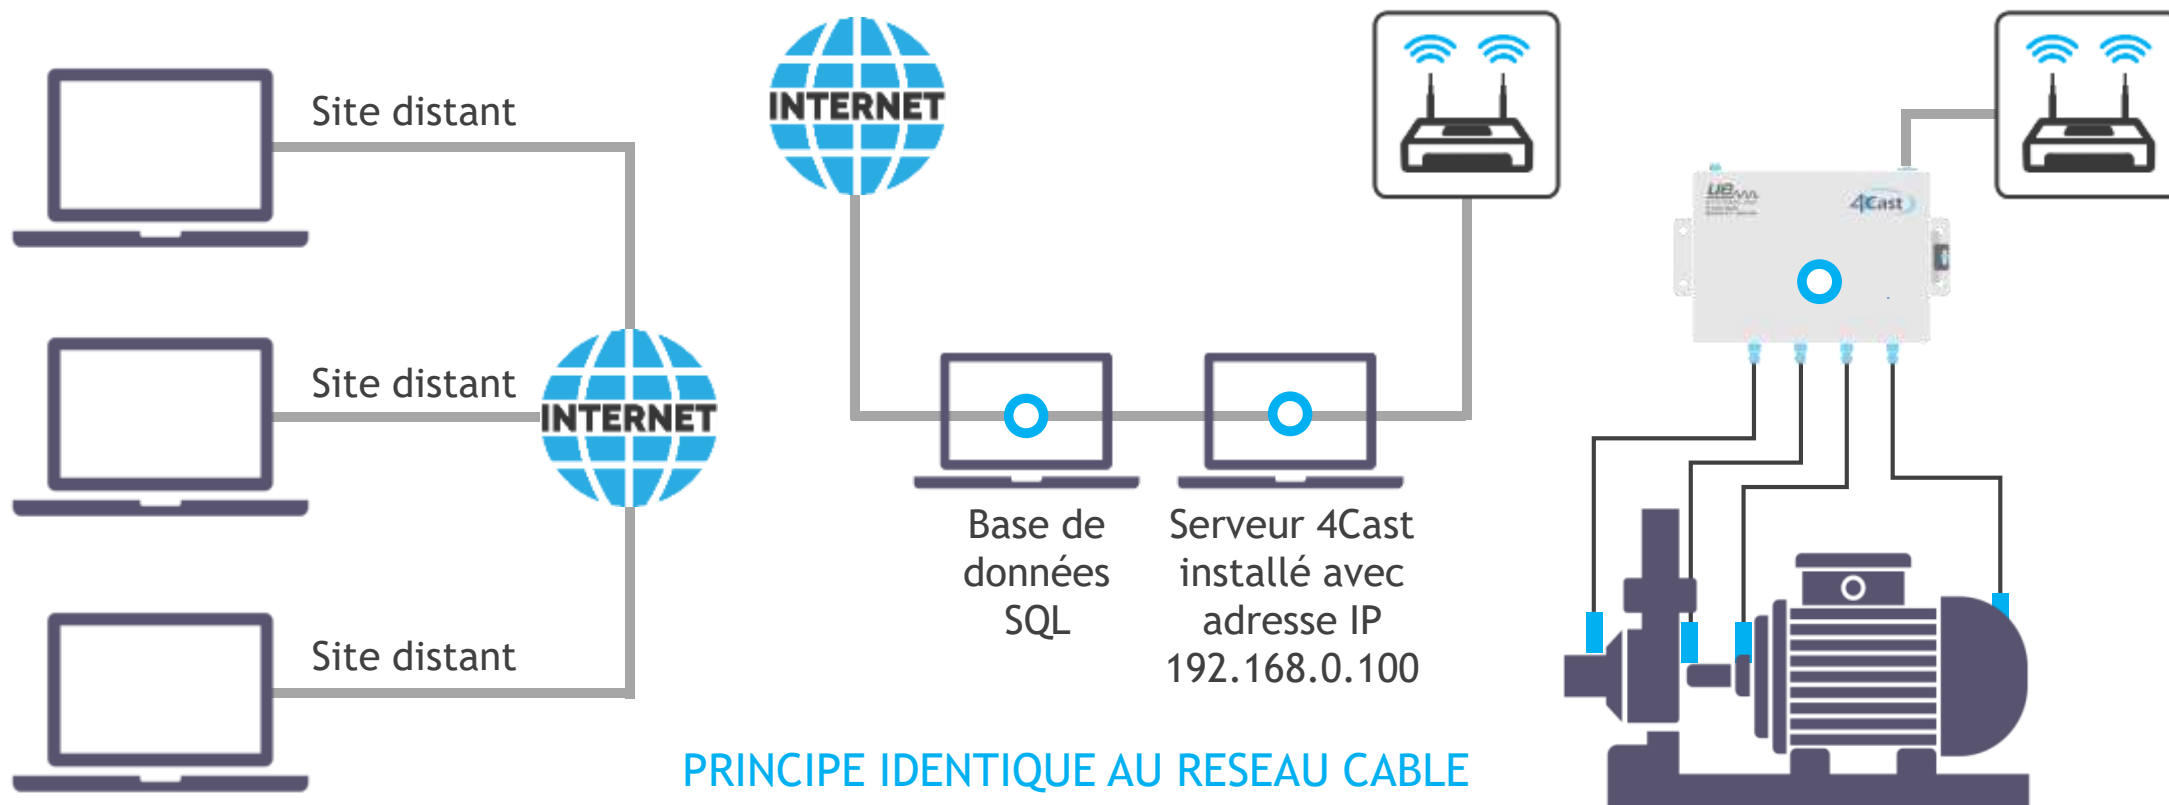 Site distant
INTERNET
Site distant
INTERNET
Site distant
Base de
données
SQL
Serveur 4Cast
installé avec
adresse IP
192.168.0.100
UE
4Cast
PRINCIPE IDENTIQUE AU RESEAU CABLE